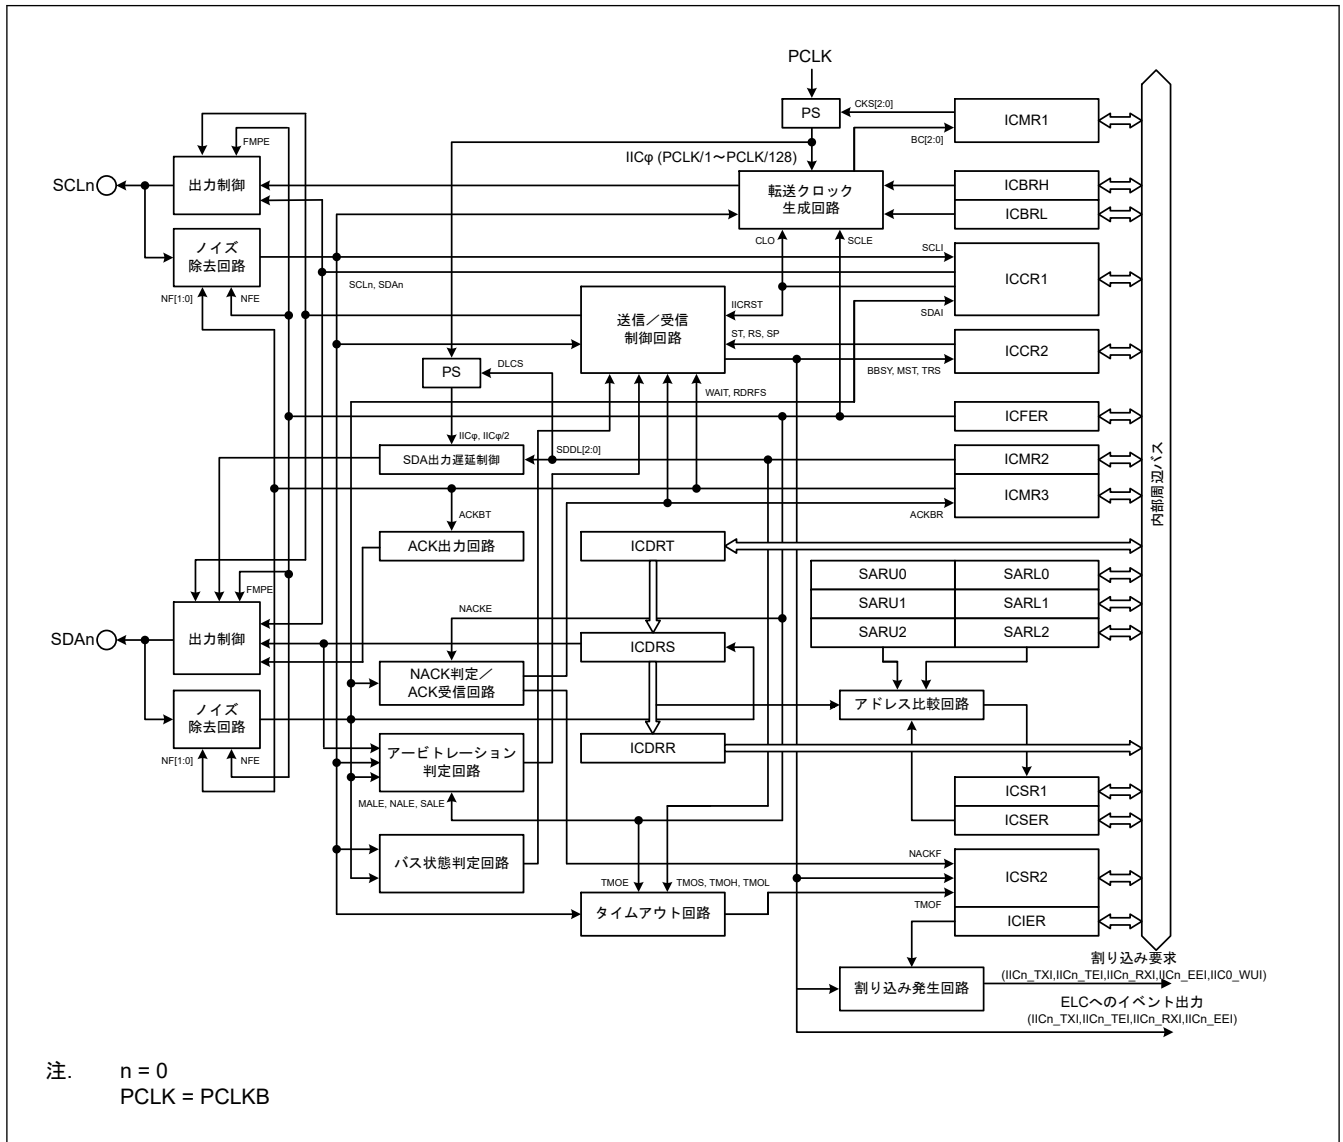 PCLK
PS
CKS[2:0]
ICMR1
BC[2:0]
FMPE
IICφ (PCLK/1～PCLK/128)
SCLn
出力制御
転送クロック
生成回路
ICBRH
ICBRL
ノイズ
除去回路
CLO
SCLE
SCLI
ICCR1
SCLn, SDAn
NF[1:0]
NFE
IICRST
SDAI
送信／受信
制御回路
ST, RS, SP
ICCR2
BBSY, MST, TRS
PS
DLCS
WAIT, RDRFS
ICFER
IICφ, IICφ/2
SDA出力遅延制御
SDDL[2:0]
ICMR2
ICMR3
ACKBT
ACKBR
内部周辺バス
ACK出力回路
ICDRT
SARU0
SARL0
FMPE
SARU1
SARL1
NACKE
SDAn
出力制御
ICDRS
SARU2
SARL2
NACK判定／
ACK受信回路
アドレス比較回路
ノイズ
除去回路
NF[1:0]
NFE
アービトレーション
判定回路
ICDRR
MALE, NALE, SALE
ICSR1
ICSER
バス状態判定回路
NACKF
ICSR2
TMOE
TMOS, TMOH, TMOL
タイムアウト回路
TMOF
ICIER
割り込み要求
(IICn_TXI,IICn_TEI,IICn_RXI,IICn_EEI,IIC0_WUI)
割り込み発生回路
ELCへのイベント出力
(IICn_TXI,IICn_TEI,IICn_RXI,IICn_EEI)
注. n = 0
PCLK = PCLKB